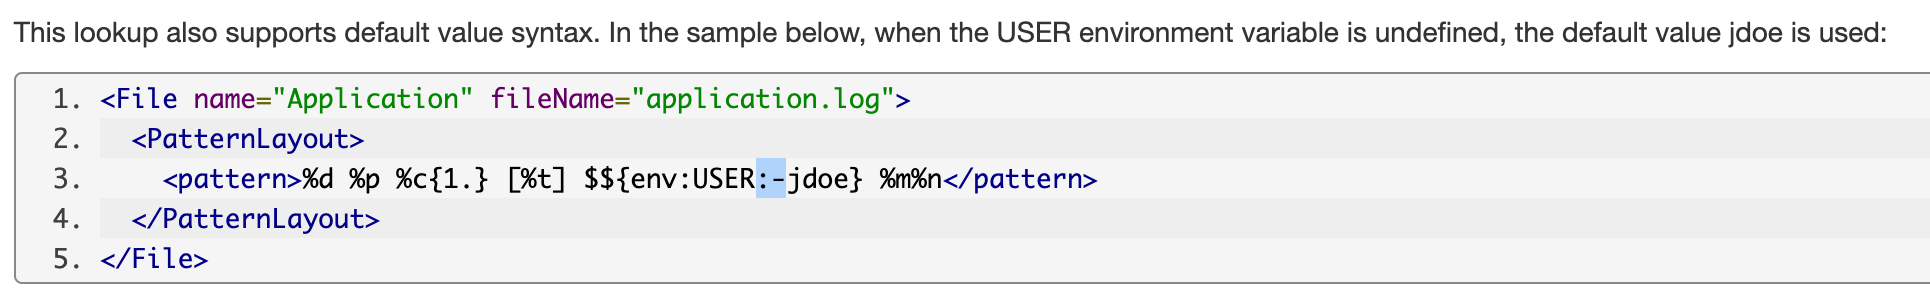 This lookup also supports default value syntax. In the sample below, when the USER environment variable is undefined, the default value jdoe is used:
1. <File name="Application" fileName="application.log">
2.   <PatternLayout>
3.     <pattern>%d %p %c{1.} [%t] $${env:USER:-jdoe} %m%n</pattern>
4.   </PatternLayout>
5. </File>